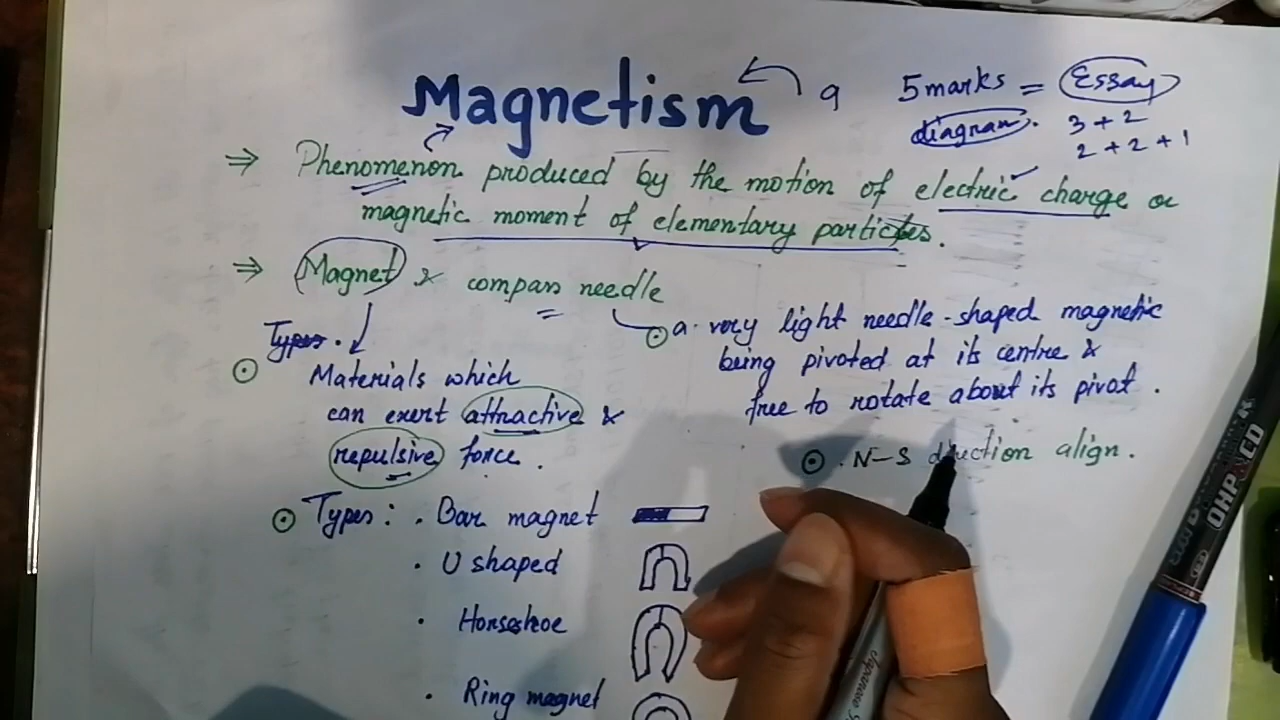 Magnetism
9
5 marks = Essay
diagram. 3 + 2
2 + 2 + 1
⇒ Phenomenon produced by the motion of electric charge or
magnetic moment of elementary particles.
⇒ Magnet & compass needle
Types.
⊙ Materials which
can exert attractive &
repulsive force.
⊙ a very light needle-shaped magnetic
being pivoted at its centre &
free to rotate about its pivot.
⊙ . N-S direction align.
⊙ Types : . Bar magnet
. U shaped
. Horseshoe
. Ring magnet
OHP & CD